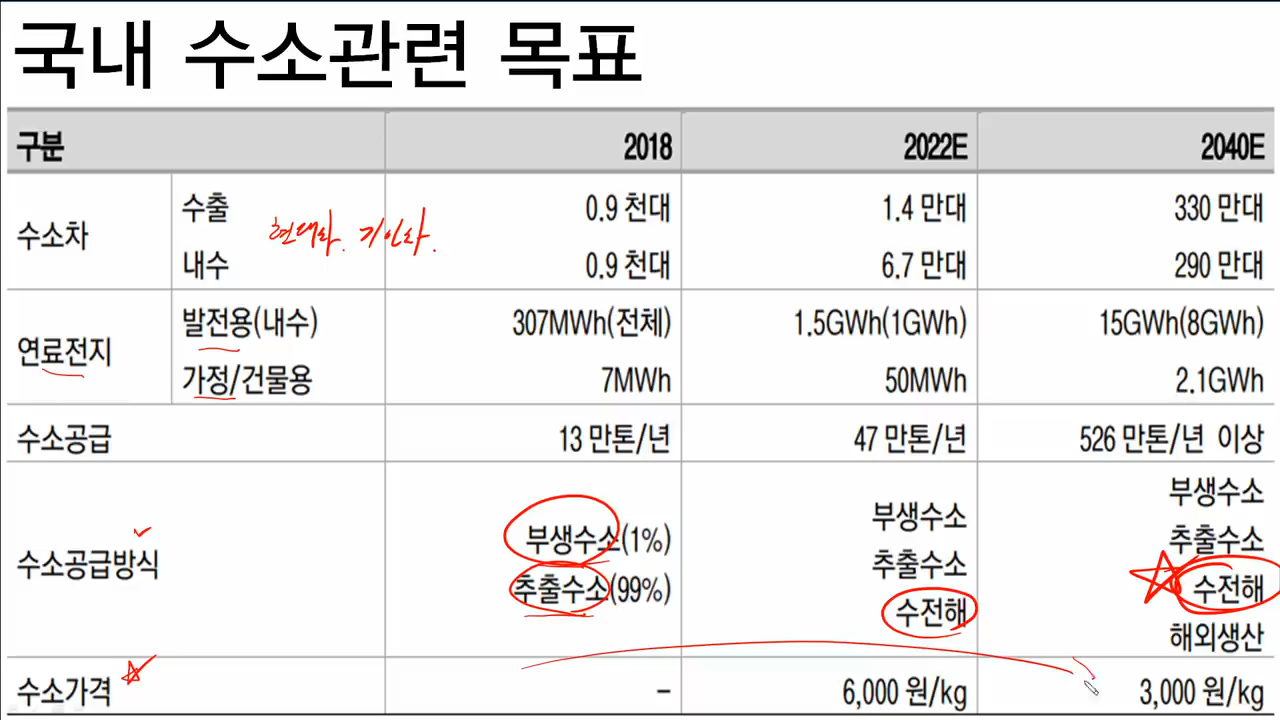 국내 수소관련 목표
구분 2018 2022E 2040E
수소차 수출 0.9 천대 1.4 만대 330 만대
현대차. 기아차.
내수 0.9 천대 6.7 만대 290 만대
연료전지 발전용(내수) 307MWh(전체) 1.5GWh(1GWh) 15GWh(8GWh)
가정/건물용 7MWh 50MWh 2.1GWh
수소공급 13 만톤/년 47 만톤/년 526 만톤/년 이상
수소공급방식 부생수소(1%) 부생수소 부생수소
추출수소(99%) 추출수소 추출수소
수전해 수전해
해외생산
수소가격 – 6,000 원/kg 3,000 원/kg